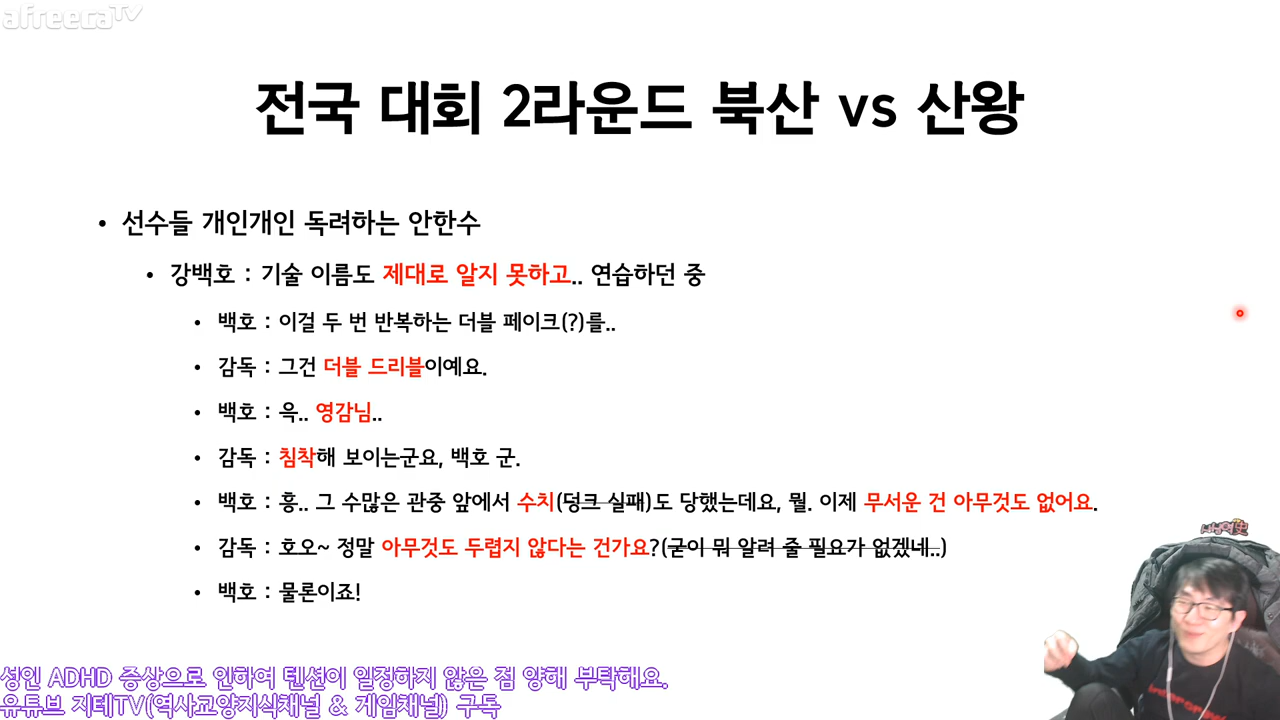 afreecaTV
전국 대회 2라운드 북산 vs 산왕
• 선수들 개인개인 독려하는 안한수
• 강백호 : 기술 이름도 제대로 알지 못하고.. 연습하던 중
• 백호 : 이걸 두 번 반복하는 더블 페이크(?)를..
• 감독 : 그건 더블 드리블이예요.
• 백호 : 윽.. 영감님..
• 감독 : 침착해 보이는군요, 백호 군.
• 백호 : 흥.. 그 수많은 관중 앞에서 수치(덩크 실패)도 당했는데요, 뭘. 이제 무서운 건 아무것도 없어요.
• 감독 : 호오~ 정말 아무것도 두렵지 않다는 건가요?(굳이 뭐 알려 줄 필요가 없겠네..)
• 백호 : 물론이죠!
성인 ADHD 증상으로 인하여 텐션이 일정하지 않은 점 양해 부탁해요.
유튜브 지테TV(역사교양지식채널 & 게임채널) 구독